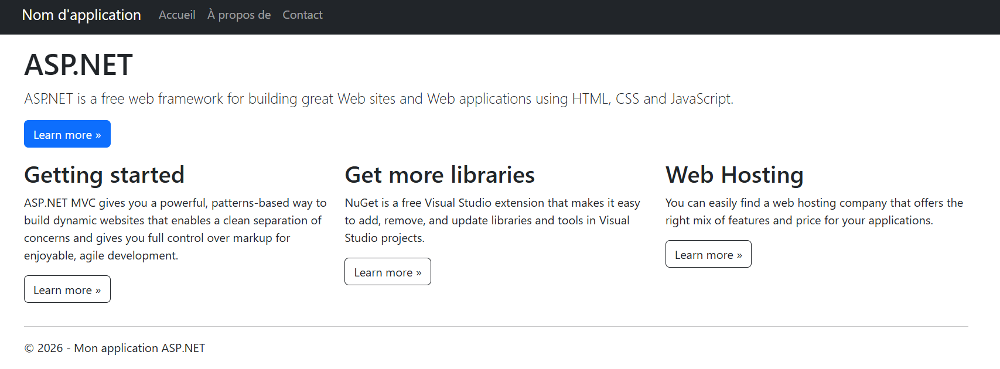 Nom d'application Accueil À propos de Contact
ASP.NET
ASP.NET is a free web framework for building great Web sites and Web applications using HTML, CSS and JavaScript.
Learn more »
Getting started
ASP.NET MVC gives you a powerful, patterns-based way to
build dynamic websites that enables a clean separation of
concerns and gives you full control over markup for
enjoyable, agile development.
Learn more »
Get more libraries
NuGet is a free Visual Studio extension that makes it easy
to add, remove, and update libraries and tools in Visual
Studio projects.
Learn more »
Web Hosting
You can easily find a web hosting company that offers the
right mix of features and price for your applications.
Learn more »
© 2026 - Mon application ASP.NET